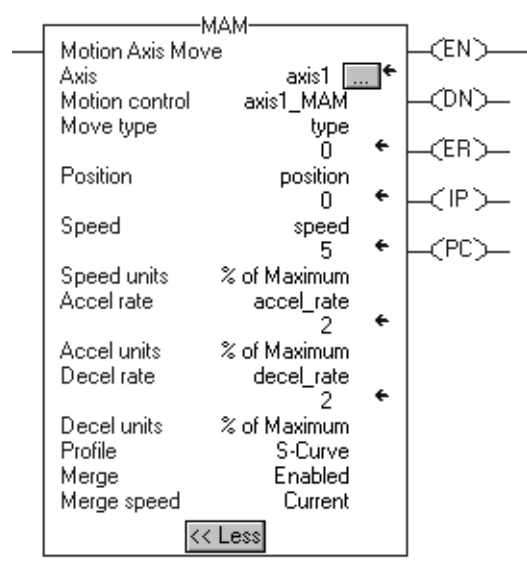 MAM
Motion Axis Move (EN)
Axis axis1 ...
Motion control axis1_MAM (DN)
Move type type
0 (ER)
Position position
0 (IP)
Speed speed
5 (PC)
Speed units % of Maximum
Accel rate accel_rate
2
Accel units % of Maximum
Decel rate decel_rate
2
Decel units % of Maximum
Profile S-Curve
Merge Enabled
Merge speed Current
<< Less